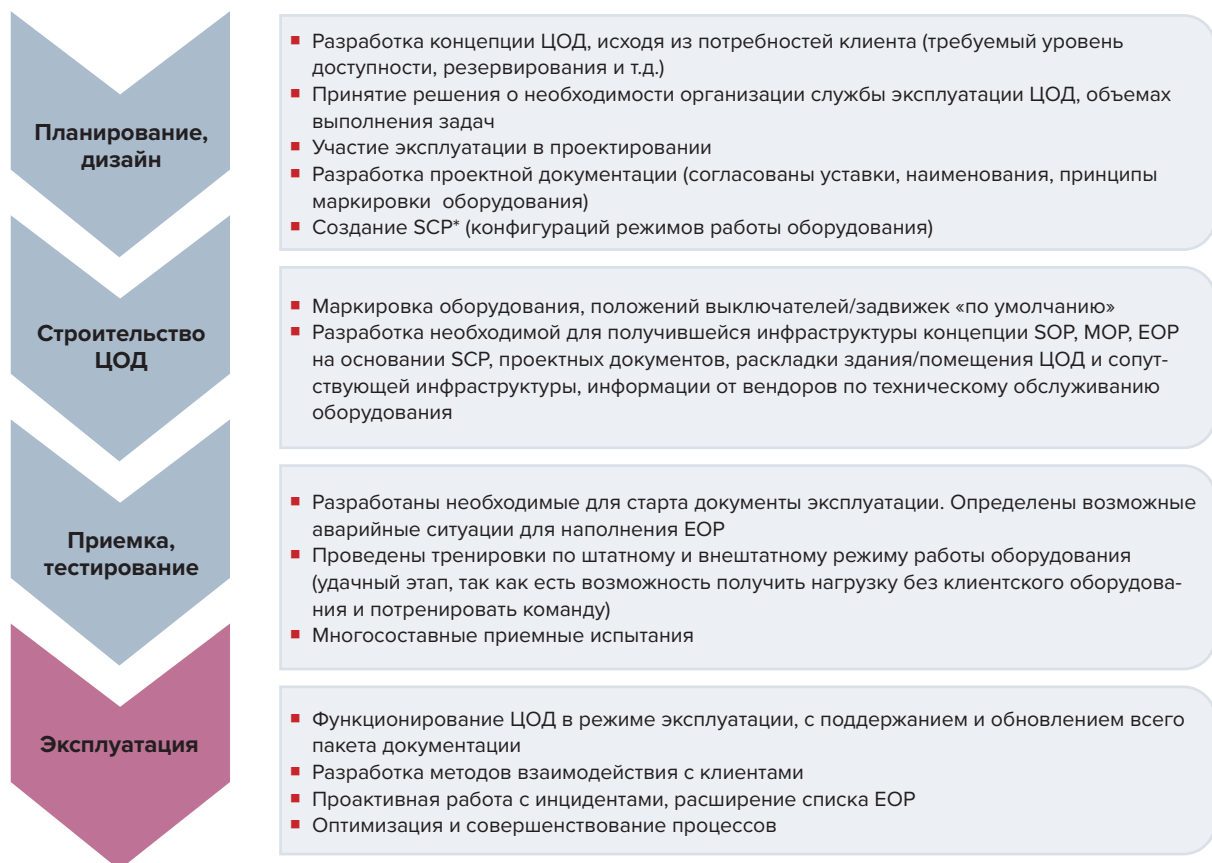 Планирование,
дизайн
▪ Разработка концепции ЦОД, исходя из потребностей клиента (требуемый уровень
доступности, резервирования и т.д.)
▪ Принятие решения о необходимости организации службы эксплуатации ЦОД, объемах
выполнения задач
▪ Участие эксплуатации в проектировании
▪ Разработка проектной документации (согласованы уставки, наименования, принципы
маркировки оборудования)
▪ Создание SCP* (конфигураций режимов работы оборудования)
Строительство
ЦОД
▪ Маркировка оборудования, положений выключателей/задвижек «по умолчанию»
▪ Разработка необходимой для получившейся инфраструктуры концепции SOP, MOP, EOP
на основании SCP, проектных документов, раскладки здания/помещения ЦОД и сопут-
ствующей инфраструктуры, информации от вендоров по техническому обслуживанию
оборудования
Приемка,
тестирование
▪ Разработаны необходимые для старта документы эксплуатации. Определены возможные
аварийные ситуации для наполнения EOP
▪ Проведены тренировки по штатному и внештатному режиму работы оборудования
(удачный этап, так как есть возможность получить нагрузку без клиентского оборудова-
ния и потренировать команду)
▪ Многосоставные приемные испытания
Эксплуатация
▪ Функционирование ЦОД в режиме эксплуатации, с поддержанием и обновлением всего
пакета документации
▪ Разработка методов взаимодействия с клиентами
▪ Проактивная работа с инцидентами, расширение списка EOP
▪ Оптимизация и совершенствование процессов